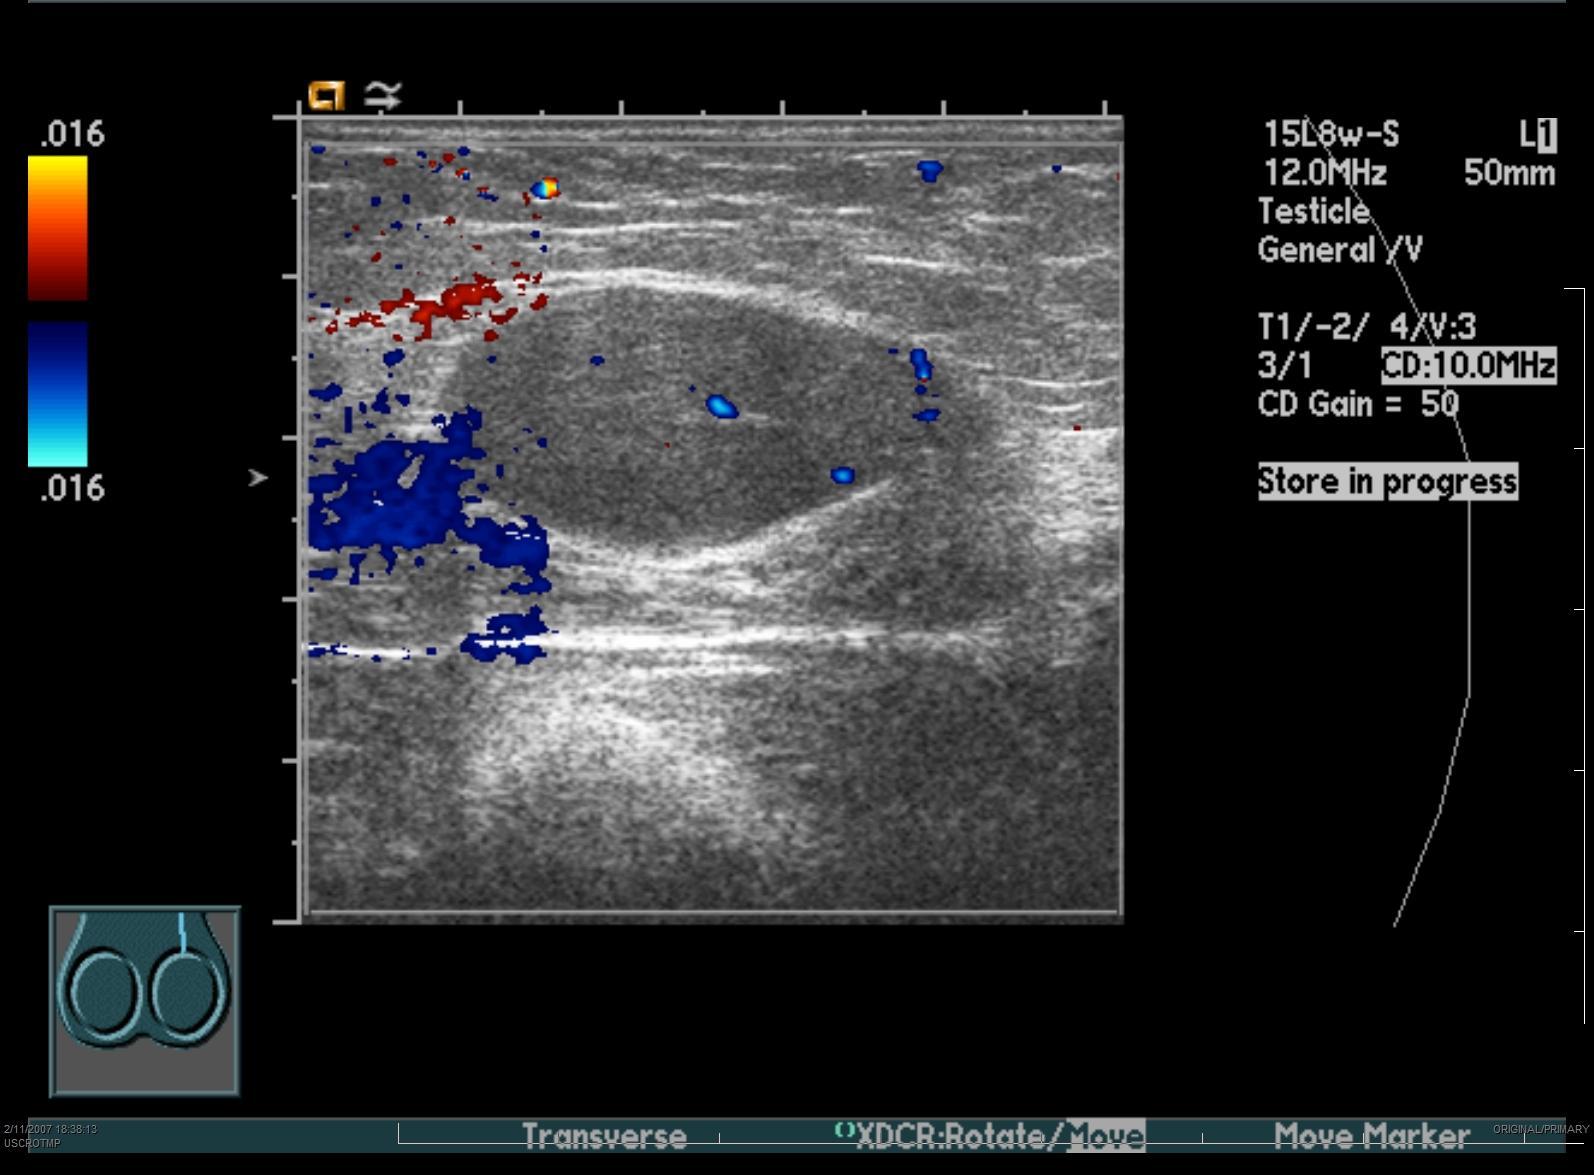 .016
.016
15L8w-S L1
12.0MHz 50mm
Testicle
General /V
T1/-2/ 4/V:3
3/1 CD:10.0MHz
CD Gain = 50
Store in progress
2/11/2007 18:38:13
USCROTMP
Transverse XDCR:Rotate/Move Move Marker
ORIGINAL/PRIMARY